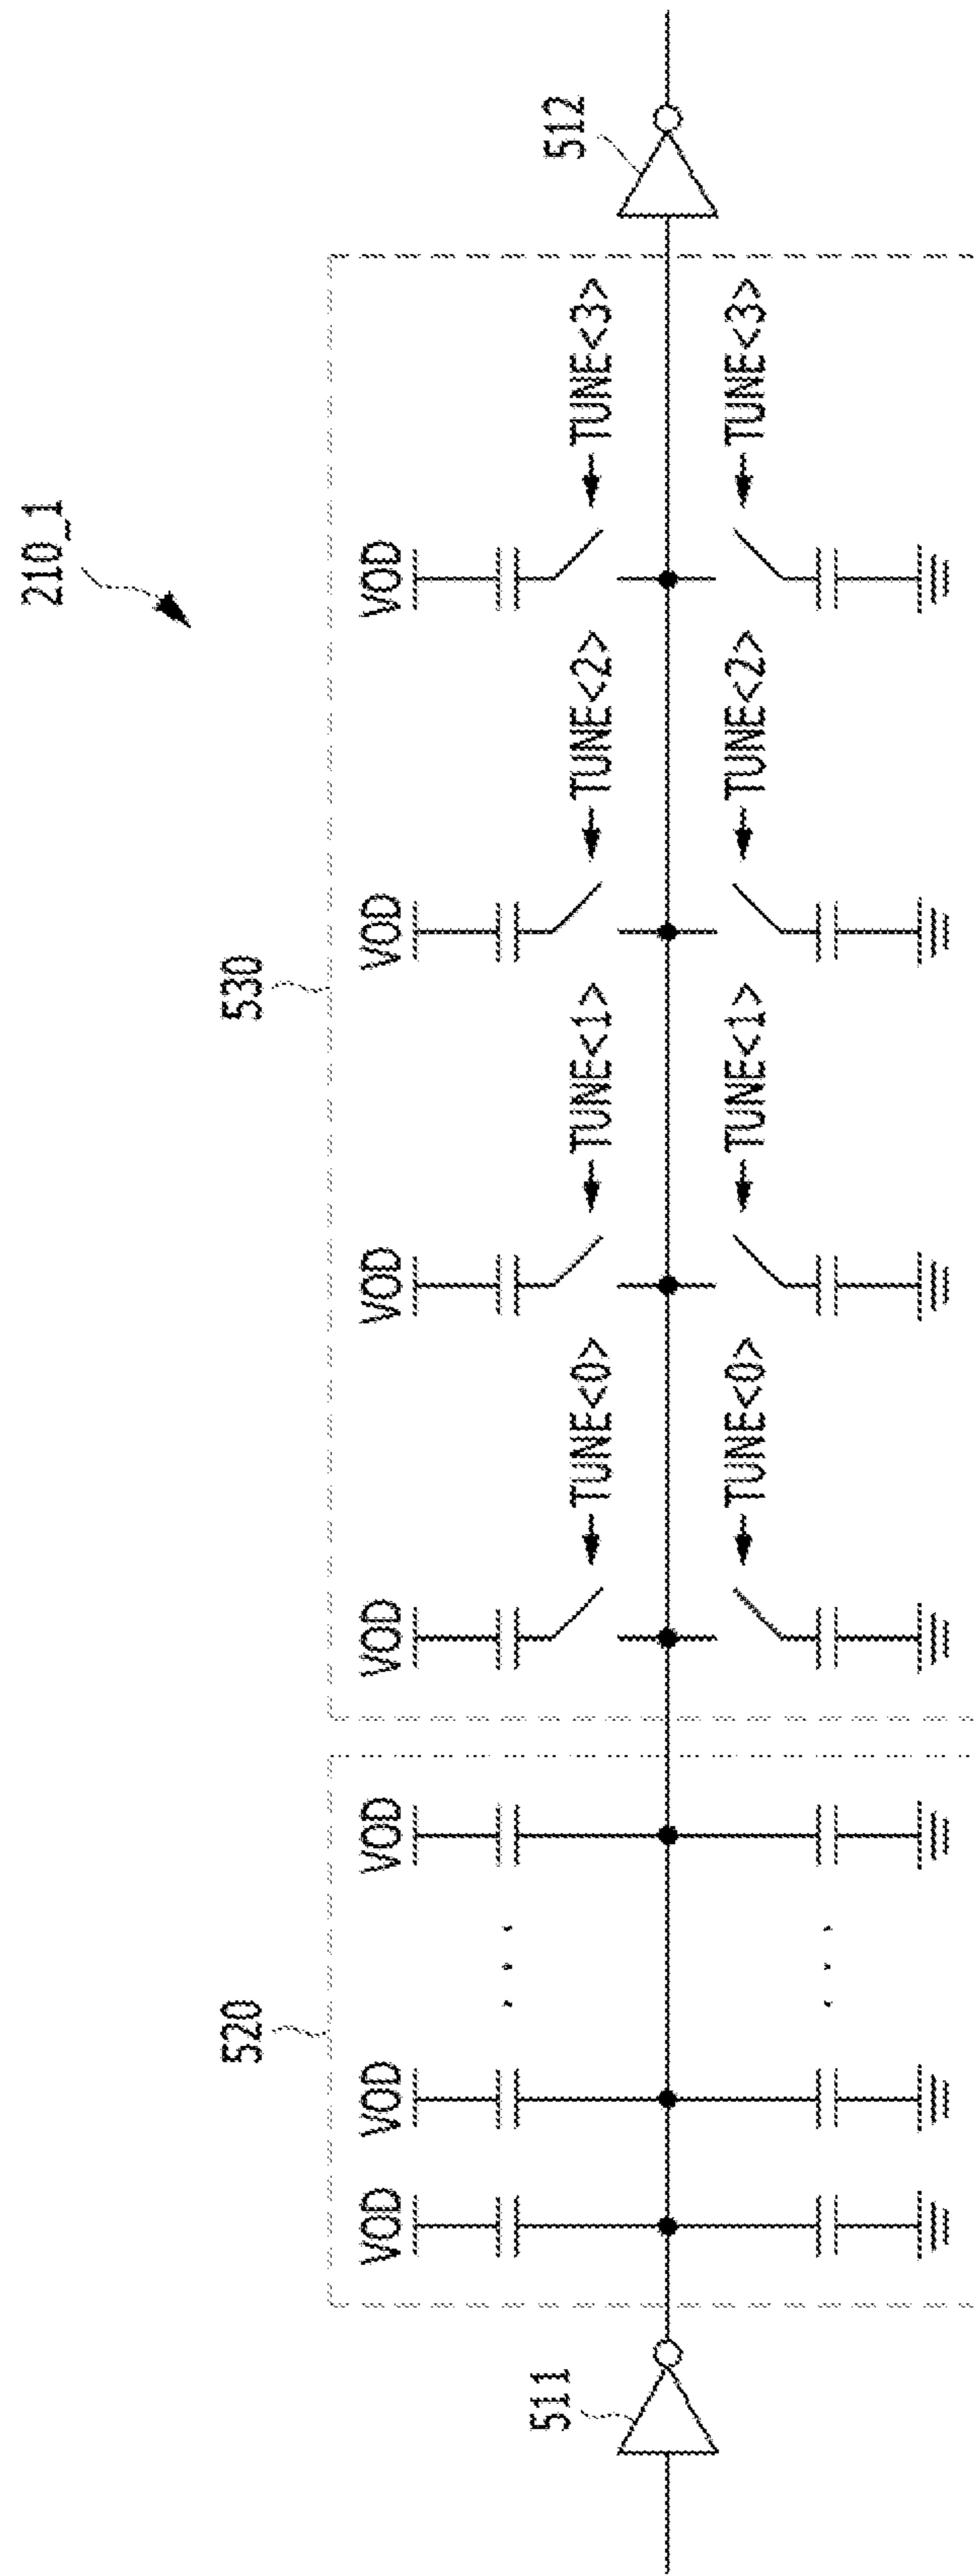 210_1
520
530
VOD
VOD
VOD
VOD
VOD
VOD
VOD
TUNE<0>
TUNE<1>
TUNE<2>
TUNE<3>
511
512
TUNE<0>
TUNE<1>
TUNE<2>
TUNE<3>